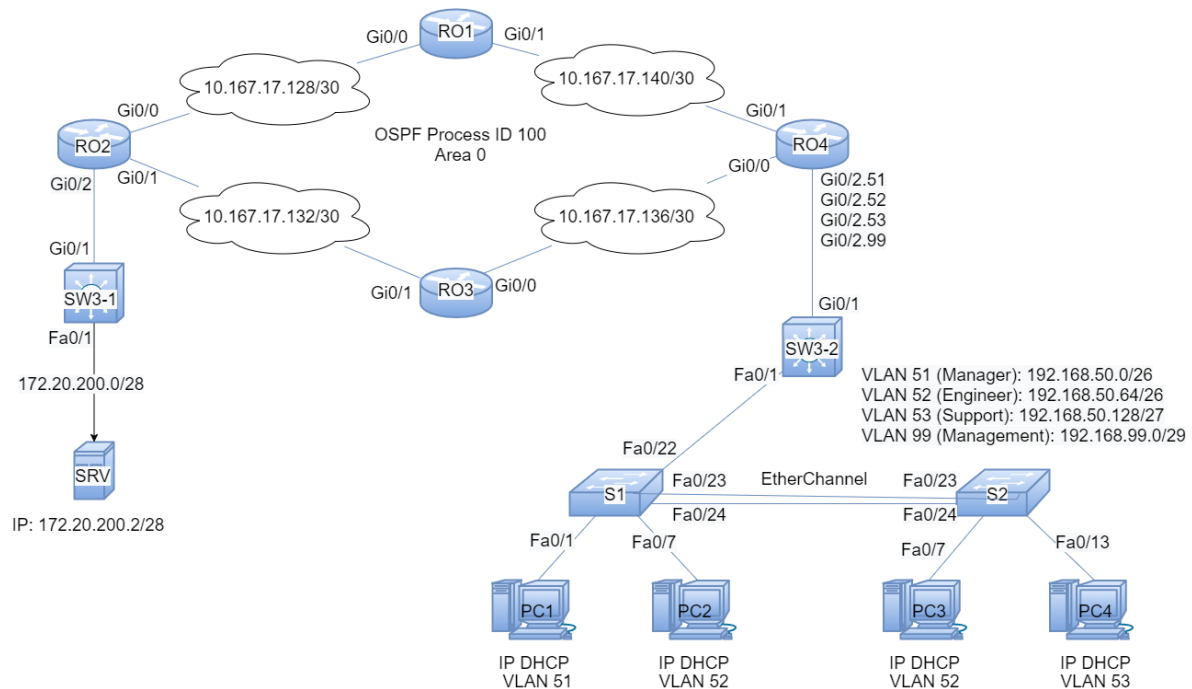 RO1
Gi0/0
Gi0/1
10.167.17.128/30
10.167.17.140/30
Gi0/0
Gi0/1
OSPF Process ID 100
Area 0
RO2
RO4
Gi0/1
Gi0/0
Gi0/2
Gi0/2.51
Gi0/2.52
Gi0/2.53
Gi0/2.99
10.167.17.132/30
10.167.17.136/30
Gi0/1
RO3
Gi0/1
Gi0/0
SW3-1
Gi0/1
Fa0/1
SW3-2
172.20.200.0/28
Fa0/1
VLAN 51 (Manager): 192.168.50.0/26
VLAN 52 (Engineer): 192.168.50.64/26
VLAN 53 (Support): 192.168.50.128/27
VLAN 99 (Management): 192.168.99.0/29
Fa0/22
SRV
IP: 172.20.200.2/28
S1
Fa0/23
EtherChannel
Fa0/23
S2
Fa0/24
Fa0/24
Fa0/1
Fa0/7
Fa0/7
Fa0/13
PC1
PC2
PC3
PC4
IP DHCP
VLAN 51
IP DHCP
VLAN 52
IP DHCP
VLAN 52
IP DHCP
VLAN 53